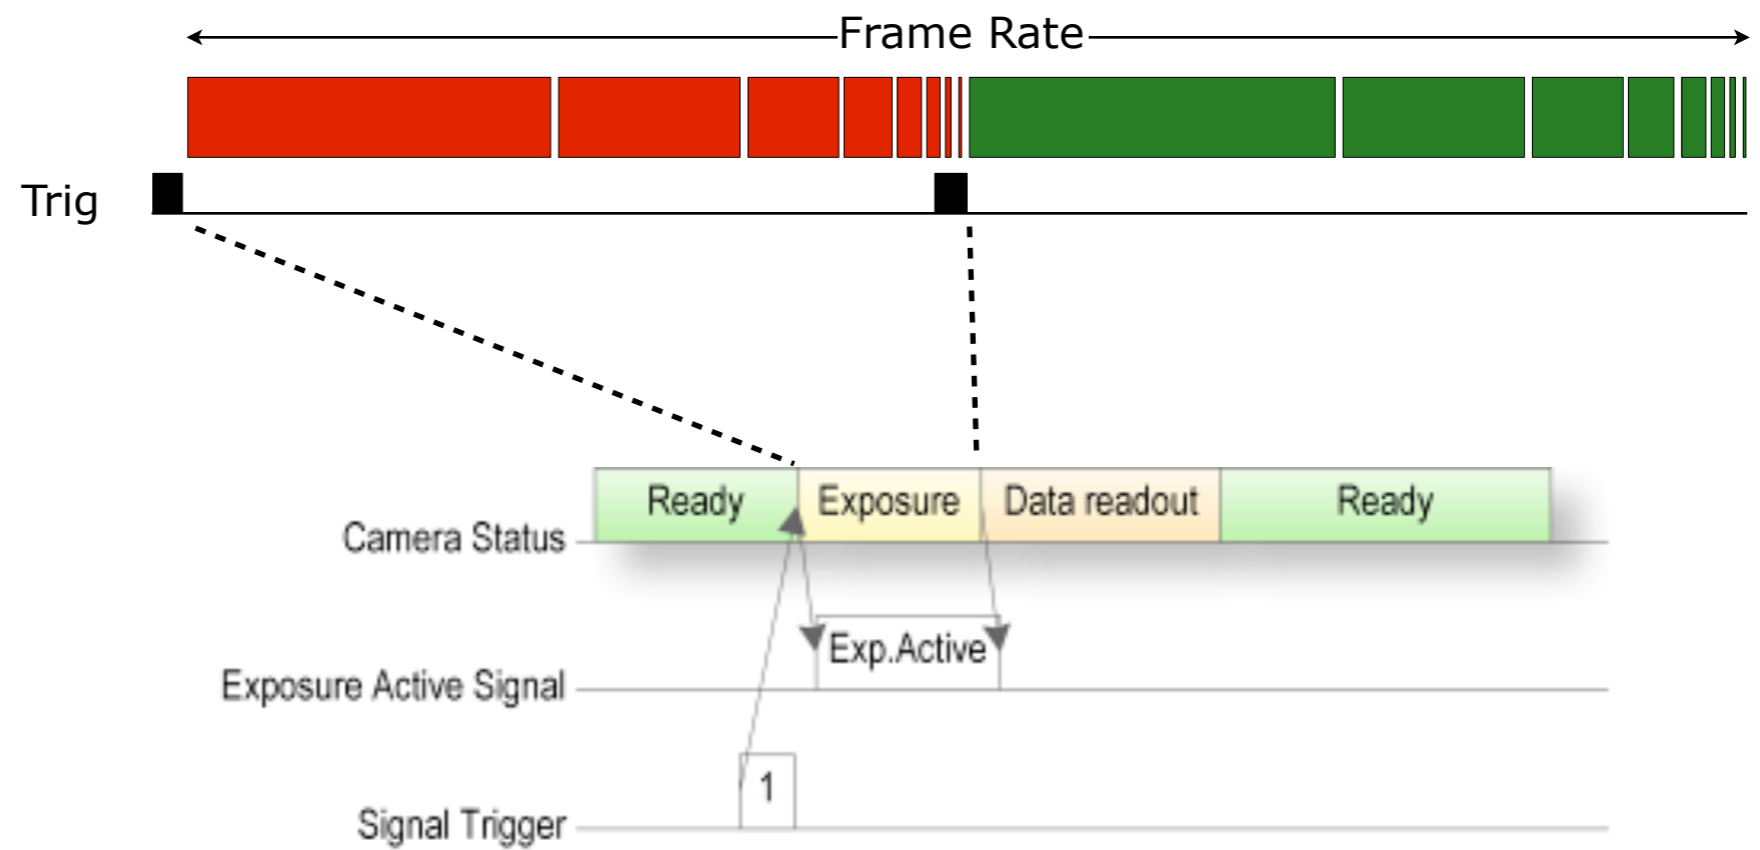 Frame Rate
Trig
Ready Exposure Data readout Ready
Camera Status
Exp.Active
Exposure Active Signal
1
Signal Trigger